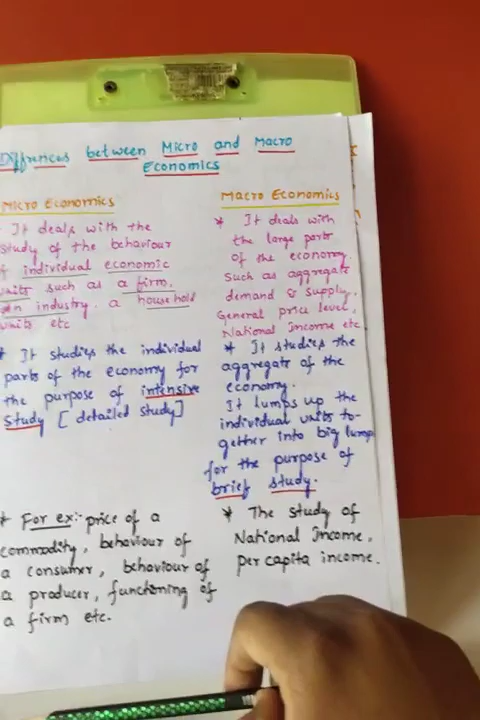 Diffrences between Micro and Macro
Economics
Micro Economics
It deals with the
study of the behaviour
of individual economic
units such as a firm,
an industry, a household
units etc
* It studies the individual
parts of the economy for
the purpose of intensive
study [detailed study]
* For ex:- price of a
commodity, behaviour of
a consumer, behaviour of
a producer, functioning of
a firm etc.
Macro Economics
* It deals with
the large parts
of the economy
such as aggregate
demand & supply,
General price level,
National Income etc
* It studies the
aggregate of the
economy.
It lumps up the
individual units to-
gether into big lump
for the purpose of
brief study.
* The study of
National Income,
per capita income.